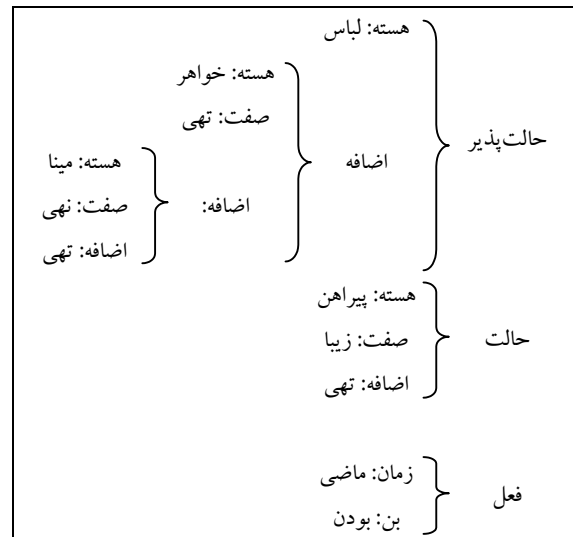 هسته: لباس
هسته: خواهر
صفت: تهی
حالت‌پذیر
اضافه
هسته: مینا
صفت: نهی
اضافه:
اضافه: تهی
هسته: پیراهن
حالت
صفت: زیبا
اضافه: تهی
زمان: ماضی
فعل
بن: بودن